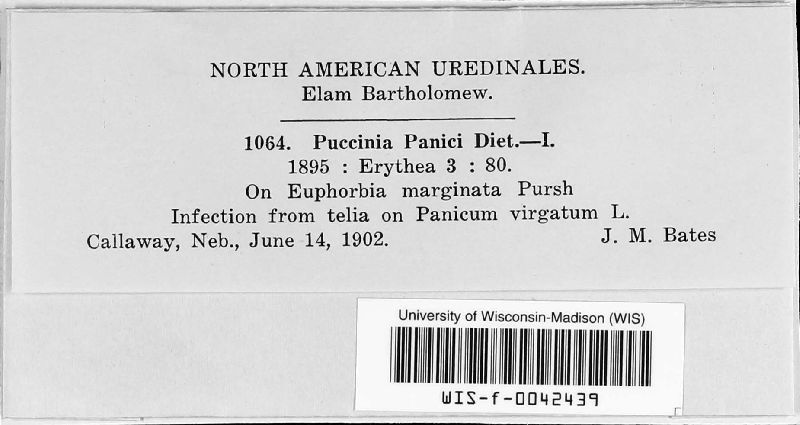 NORTH AMERICAN UREDINALES.
Elam Bartholomew.
1064. Puccinia Panici Diet.—I.
1895 : Erythea 3 : 80.
On Euphorbia marginata Pursh
Infection from telia on Panicum virgatum L.
Callaway, Neb., June 14, 1902. J. M. Bates
University of Wisconsin-Madison (WIS)
WIS-f-0042439